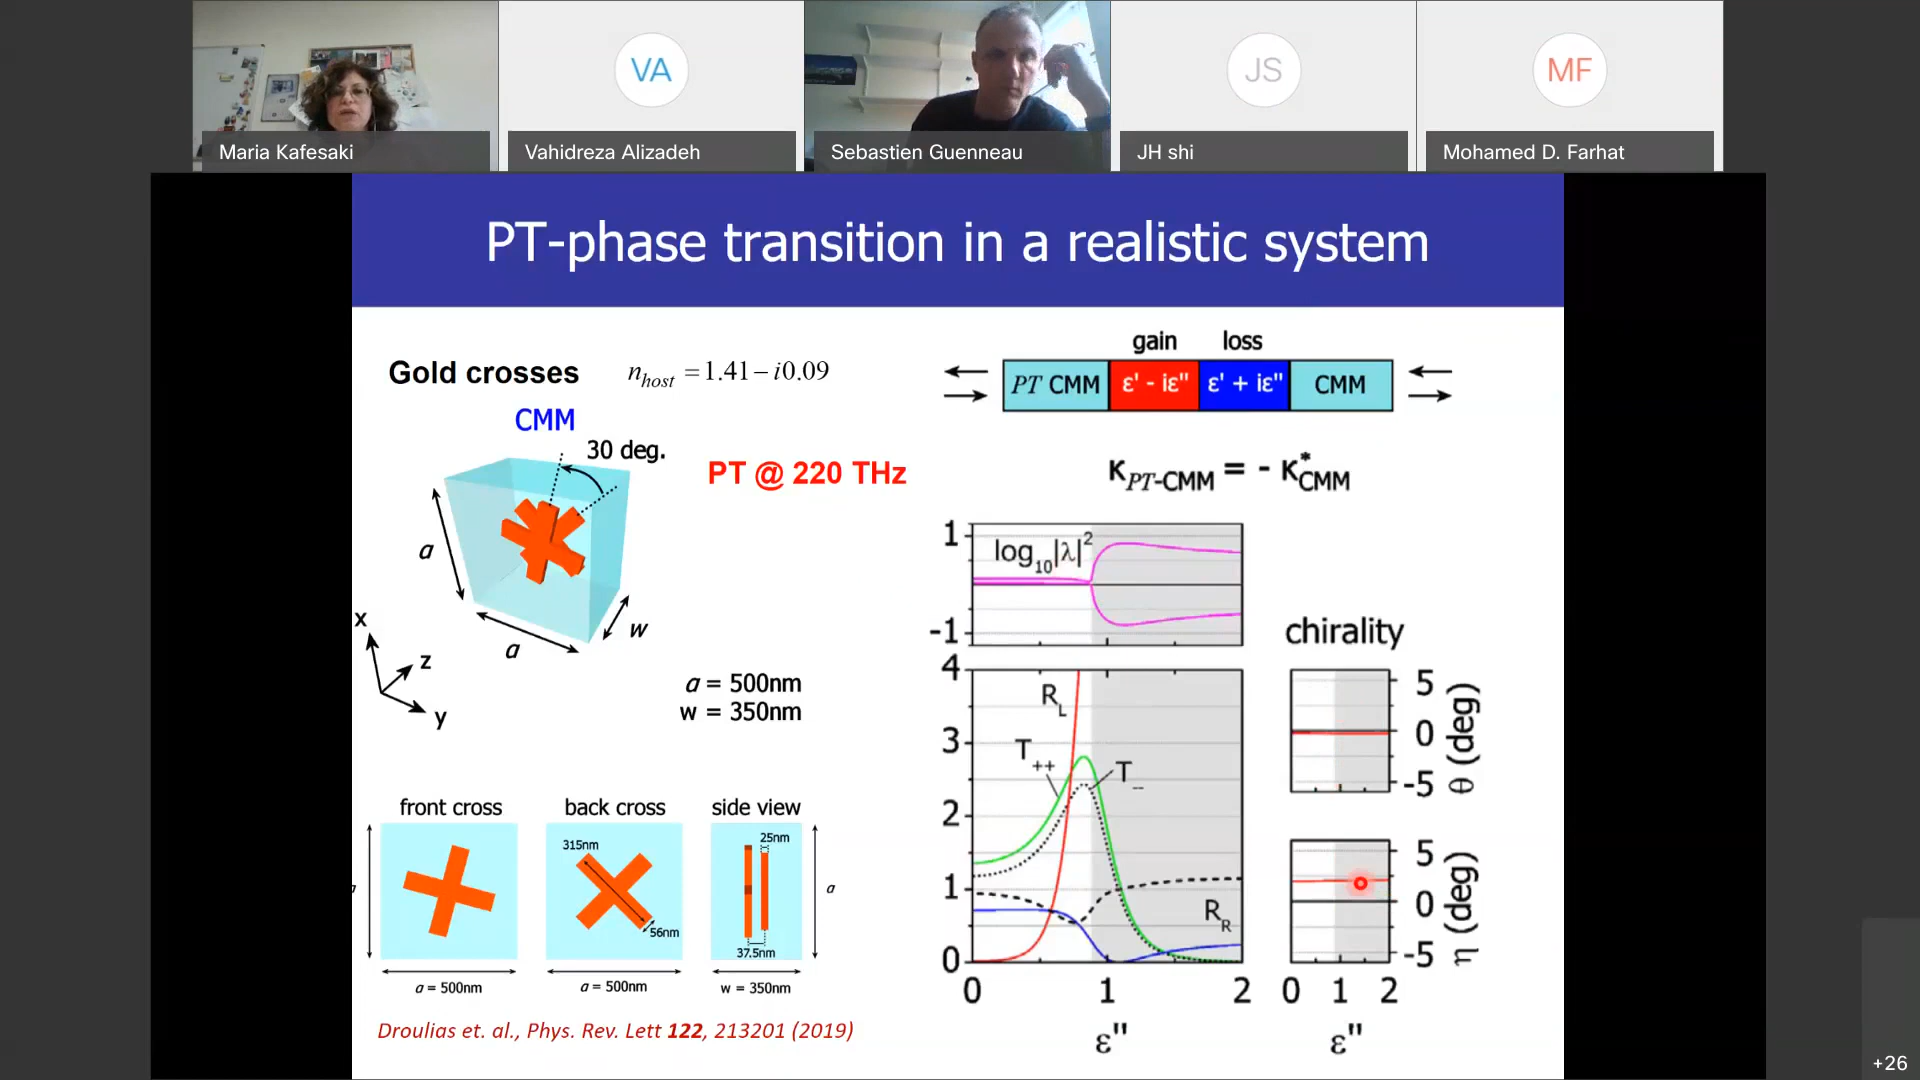 VA
JS
MF
Maria Kafesaki
Vahidreza Alizadeh
Sebastien Guenneau
JH shi
Mohamed D. Farhat
PT-phase transition in a realistic system
Gold crosses
n_host = 1.41 – i0.09
CMM
30 deg.
PT @ 220 THz
a
a
w
x
z
y
a = 500nm
w = 350nm
front cross
back cross
side view
315nm
56nm
25nm
37.5nm
a
a = 500nm
a = 500nm
w = 350nm
Droulias et. al., Phys. Rev. Lett 122, 213201 (2019)
gain
loss
PT CMM
ε' - iε"
ε' + iε"
CMM
κ_PT-CMM = - κ*_CMM
1
log₁₀|λ|²
-1
4
3
2
1
0
R_L
T_++
T_--
R_R
0
1
2
ε"
chirality
5
0
-5
θ (deg)
5
0
-5
η (deg)
0
1
2
ε"
+26